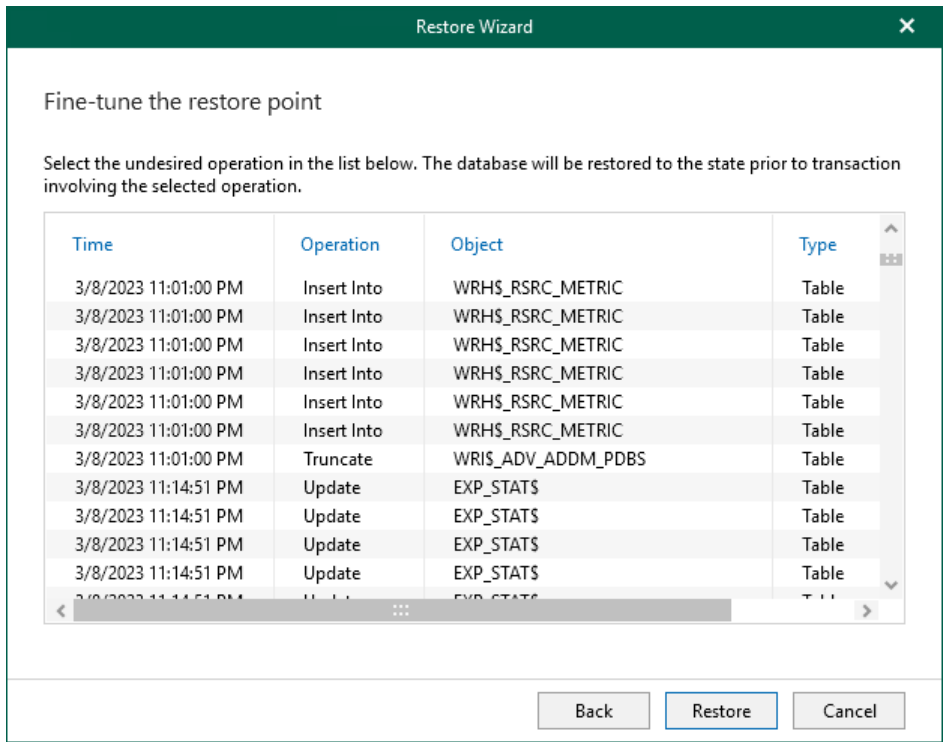 Restore Wizard
Fine-tune the restore point
Select the undesired operation in the list below. The database will be restored to the state prior to transaction
involving the selected operation.
Time Operation Object Type
3/8/2023 11:01:00 PM Insert Into WRH$_RSRC_METRIC Table
3/8/2023 11:01:00 PM Insert Into WRH$_RSRC_METRIC Table
3/8/2023 11:01:00 PM Insert Into WRH$_RSRC_METRIC Table
3/8/2023 11:01:00 PM Insert Into WRH$_RSRC_METRIC Table
3/8/2023 11:01:00 PM Insert Into WRH$_RSRC_METRIC Table
3/8/2023 11:01:00 PM Insert Into WRH$_RSRC_METRIC Table
3/8/2023 11:01:00 PM Truncate WRI$_ADV_ADDM_PDBS Table
3/8/2023 11:14:51 PM Update EXP_STAT$ Table
3/8/2023 11:14:51 PM Update EXP_STAT$ Table
3/8/2023 11:14:51 PM Update EXP_STAT$ Table
3/8/2023 11:14:51 PM Update EXP_STAT$ Table
Back Restore Cancel